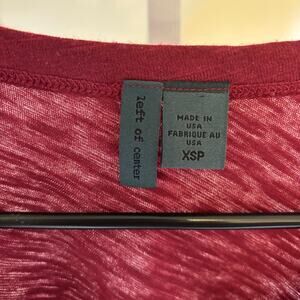 left of center
MADE IN
USA
FABRIQUE AU
USA
XSP